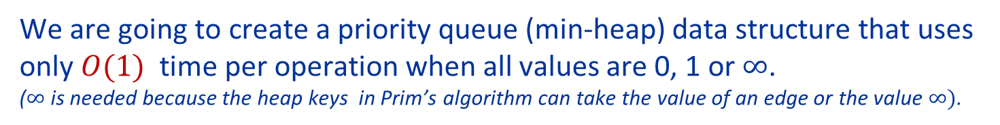 We are going to create a priority queue (min-heap) data structure that uses
only O(1) time per operation when all values are 0, 1 or ∞.
(∞ is needed because the heap keys in Prim’s algorithm can take the value of an edge or the value ∞).